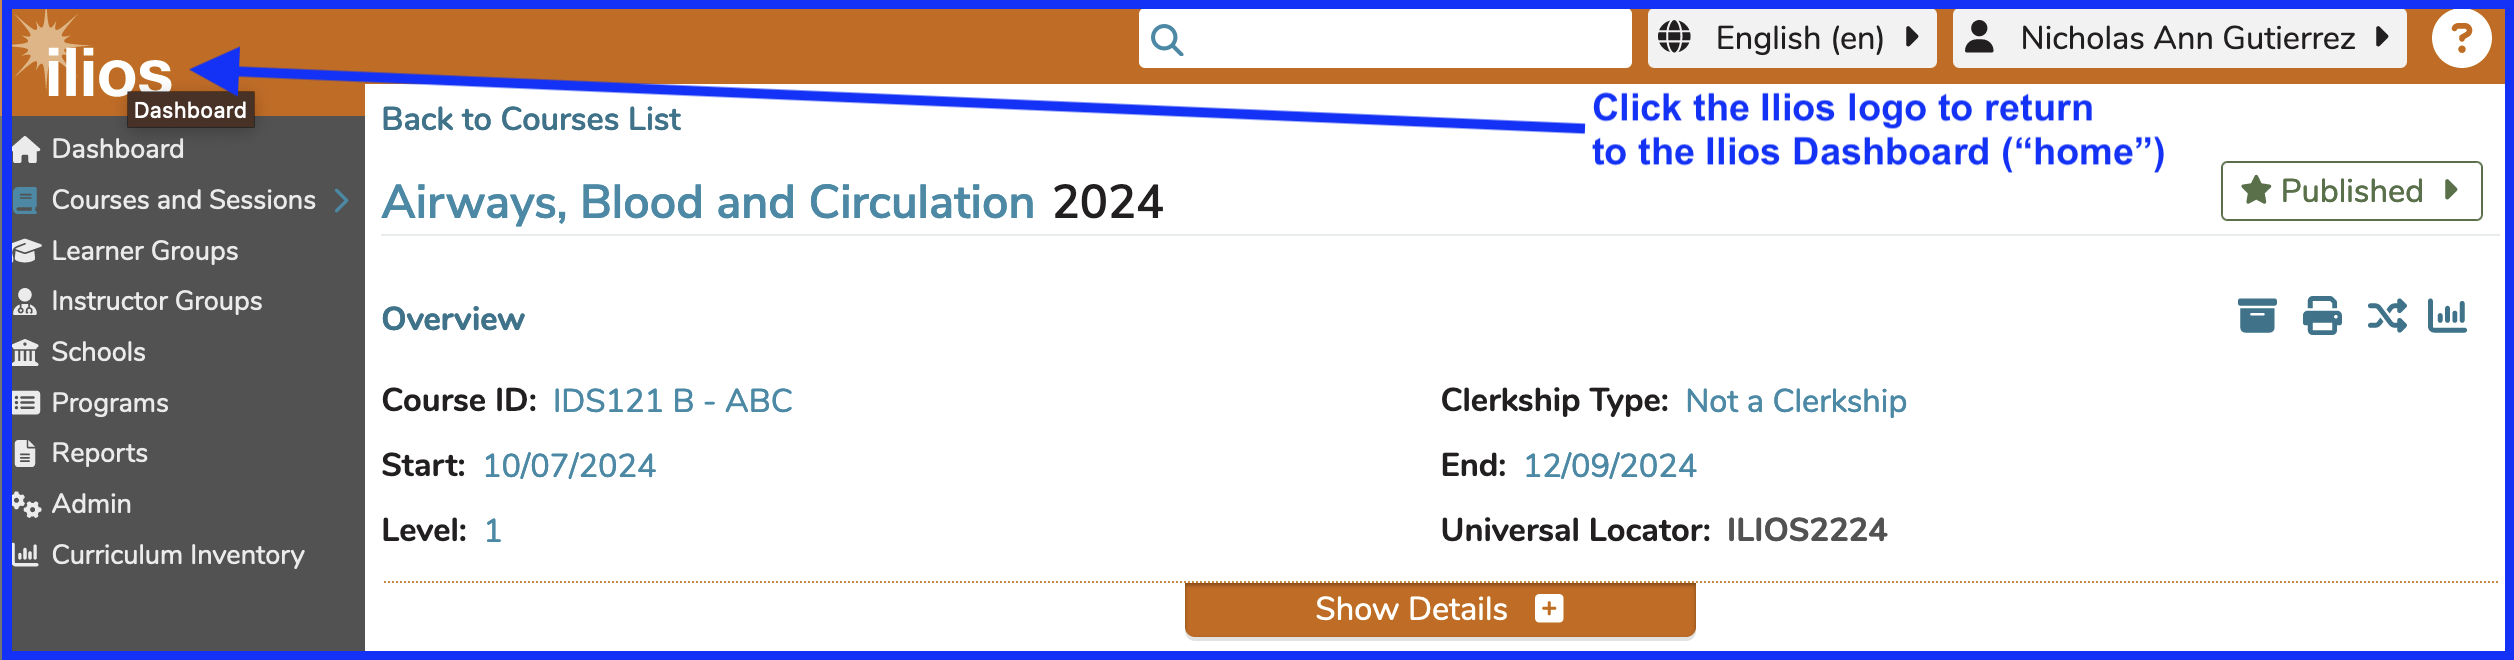 ilios
English (en)
Nicholas Ann Gutierrez
?
Dashboard
Click the Ilios logo to return
to the Ilios Dashboard (“home”)
Dashboard
Courses and Sessions
Learner Groups
Instructor Groups
Schools
Programs
Reports
Admin
Curriculum Inventory
Back to Courses List
Airways, Blood and Circulation 2024
Published
Overview
Course ID: IDS121 B - ABC
Clerkship Type: Not a Clerkship
Start: 10/07/2024
End: 12/09/2024
Level: 1
Universal Locator: ILIOS2224
Show Details